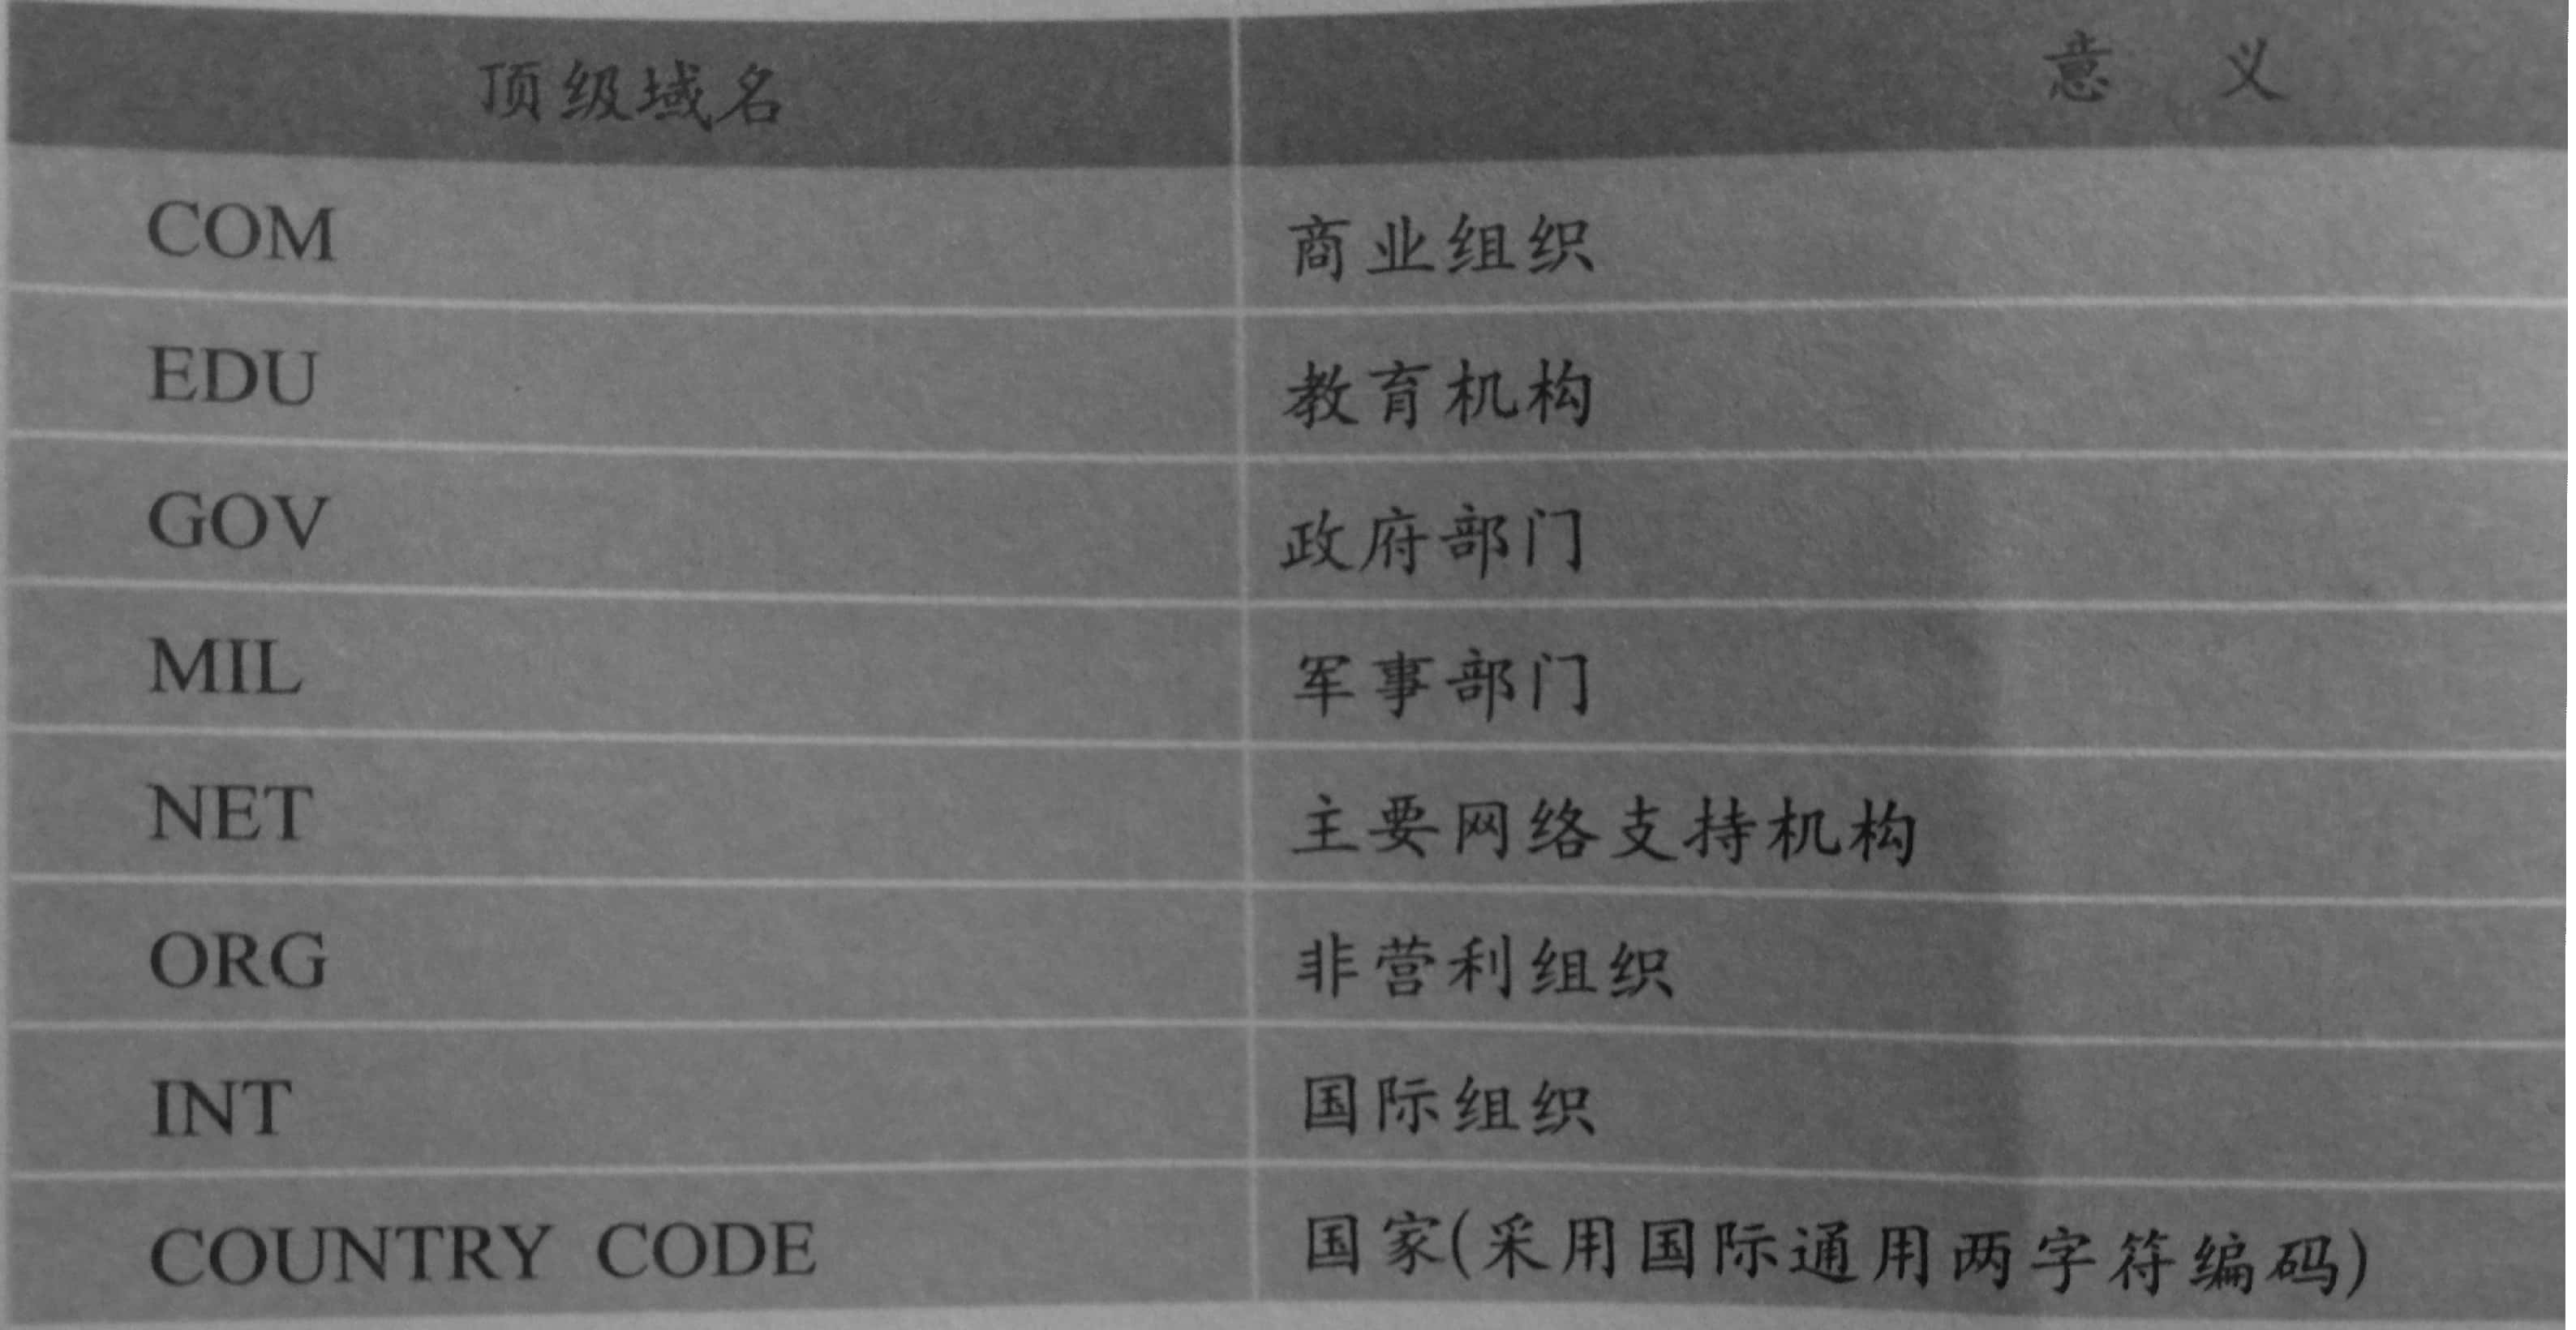 顶级域名 意 义
COM 商业组织
EDU 教育机构
GOV 政府部门
MIL 军事部门
NET 主要网络支持机构
ORG 非营利组织
INT 国际组织
COUNTRY CODE 国家(采用国际通用两字符编码)